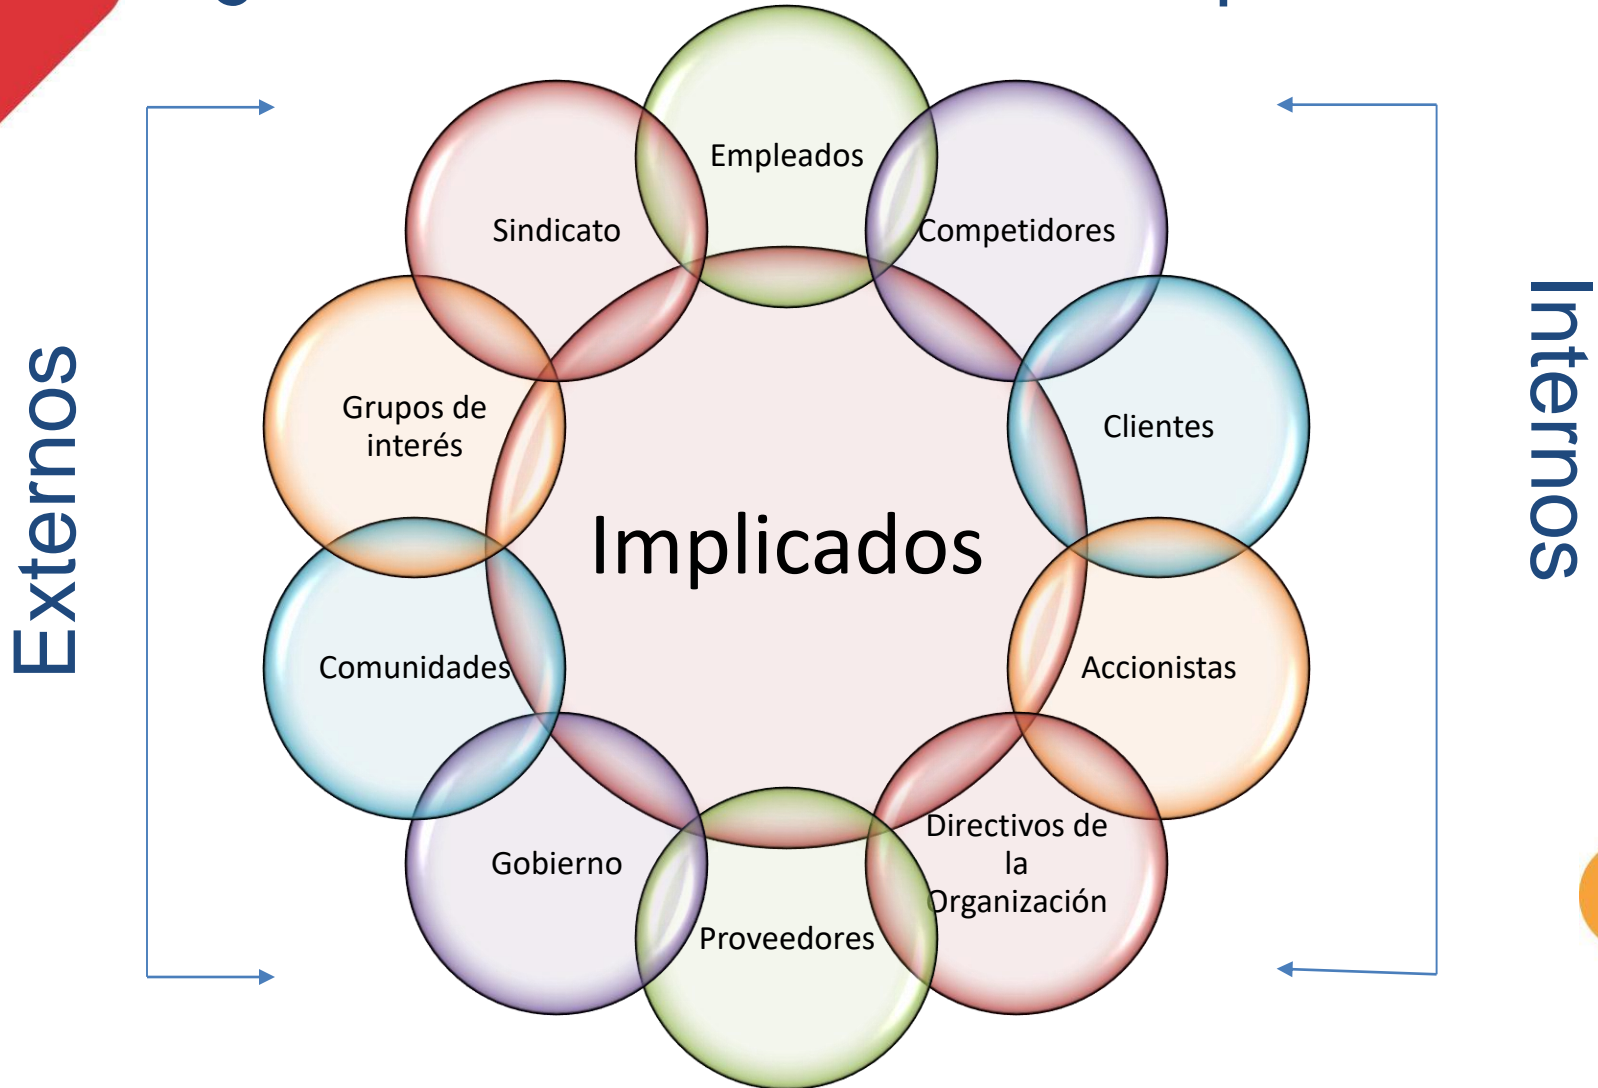 Empleados
Sindicato
Competidores
Grupos de
interés
Clientes
Externos
Implicados
Internos
Comunidades
Accionistas
Directivos de
la
Organización
Gobierno
Proveedores